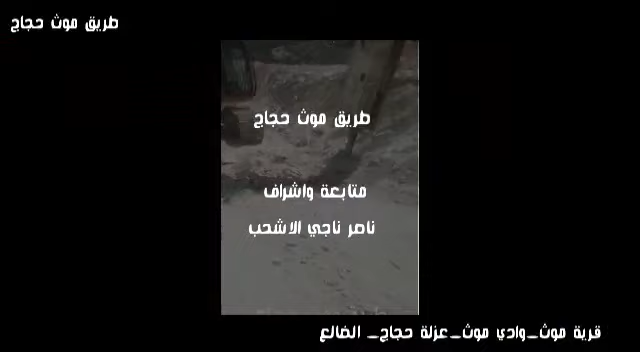 طريق موث حجاج
طريق موث حجاج
متابعة واشراف
ناصر ناجي الاشحب
قرية موث_وادي موث_عزلة حجاج_ الضالع